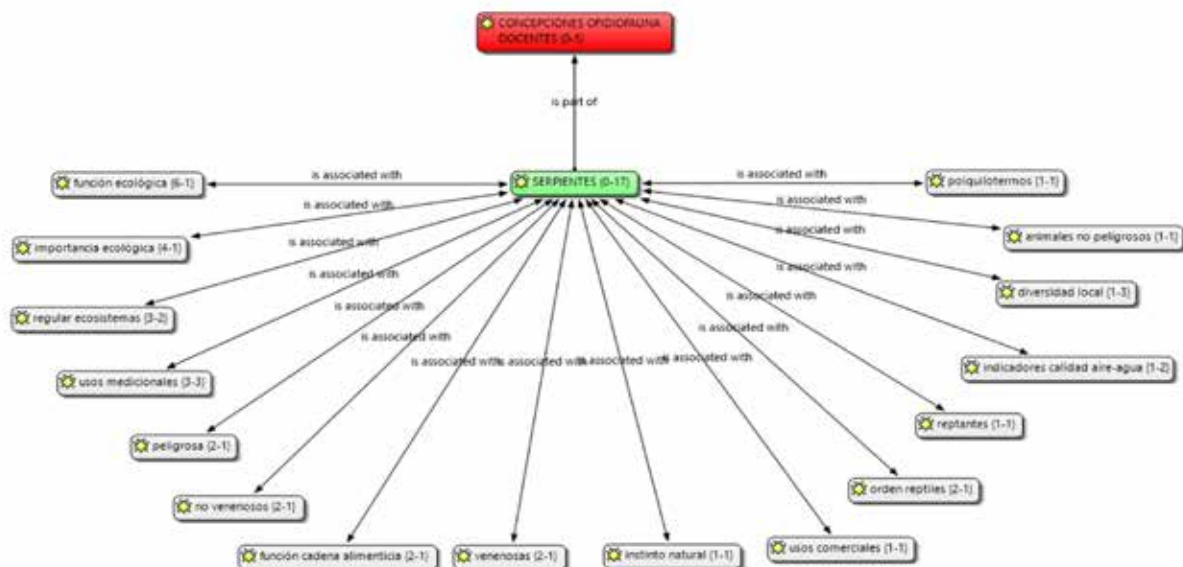 CONCEPCIONES OFIDIOFAUNA
DOCENTES {0-1}
is part of
SERPIENTES {0-17}
is associated with
función ecológica {6-1}
is associated with
poiquilotermos {1-1}
is associated with
importancia ecológica {4-1}
is associated with
animales no peligrosos {1-1}
is associated with
regular ecosistemas {3-2}
is associated with
diversidad local {1-3}
is associated with
usos medicionales {3-3}
is associated with
indicadores calidad aire-agua {1-2}
is associated with
peligrosa {2-1}
is associated with
reptantes {1-1}
is associated with
no venenosos {2-1}
is associated with
orden reptiles {2-1}
is associated with
función cadena alimenticia {2-1}
is associated with
venenosas {2-1}
is associated with
instinto natural {1-1}
is associated with
usos comerciales {1-1}